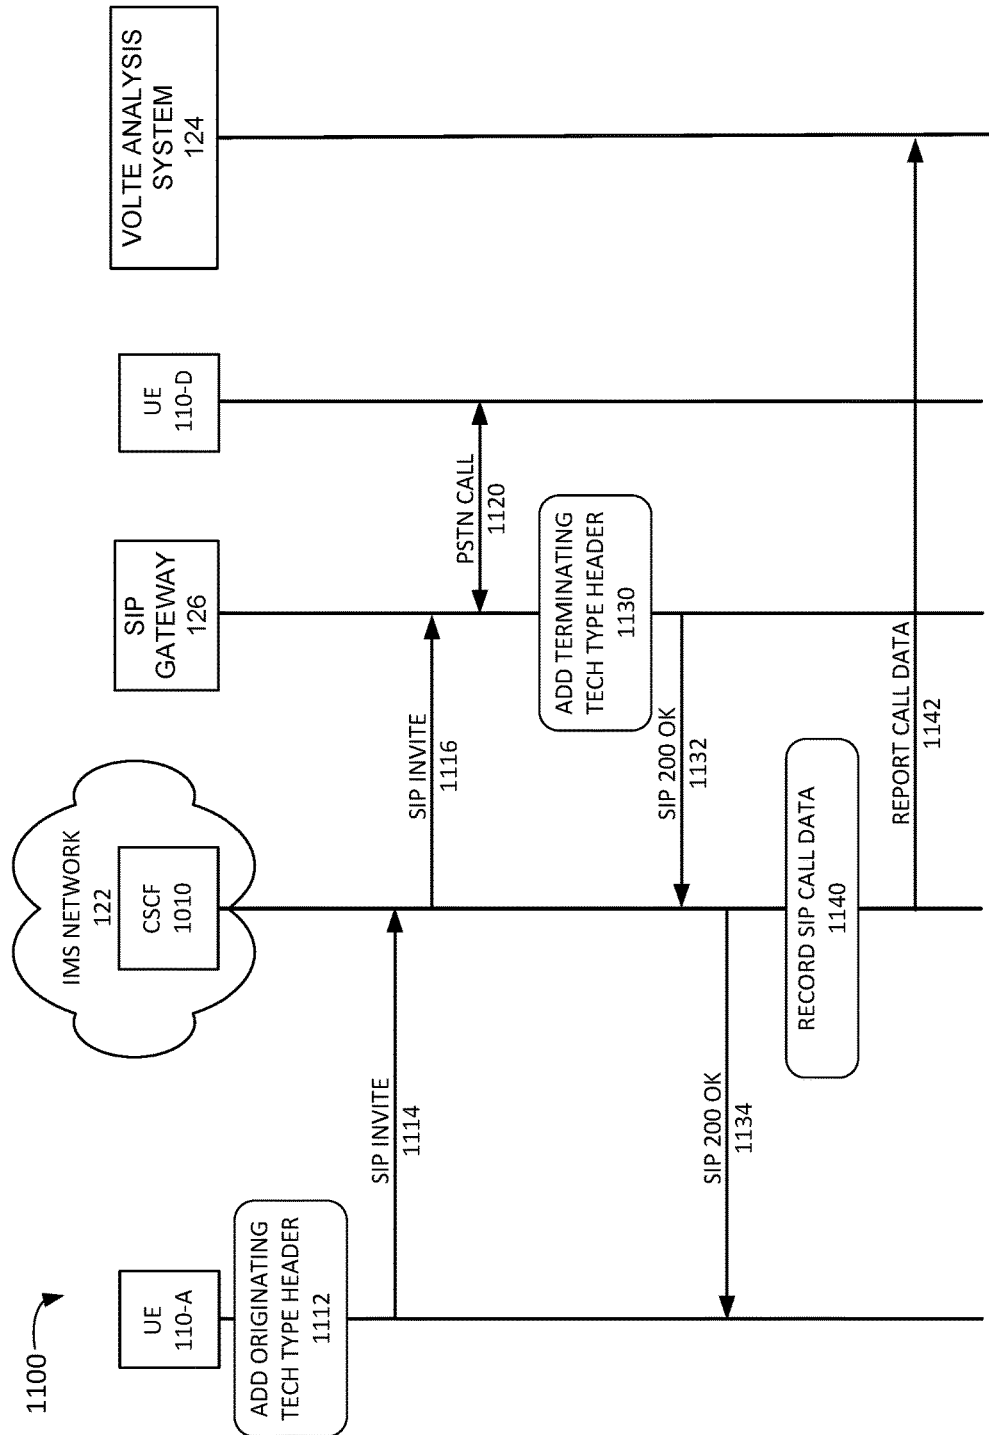 1100
UE
110-A
IMS NETWORK
122
CSCF
1010
SIP
GATEWAY
126
UE
110-D
VOLTE ANALYSIS
SYSTEM
124
ADD ORIGINATING
TECH TYPE HEADER
1112
SIP INVITE
1114
SIP INVITE
1116
PSTN CALL
1120
ADD TERMINATING
TECH TYPE HEADER
1130
SIP 200 OK
1132
SIP 200 OK
1134
RECORD SIP CALL DATA
1140
REPORT CALL DATA
1142